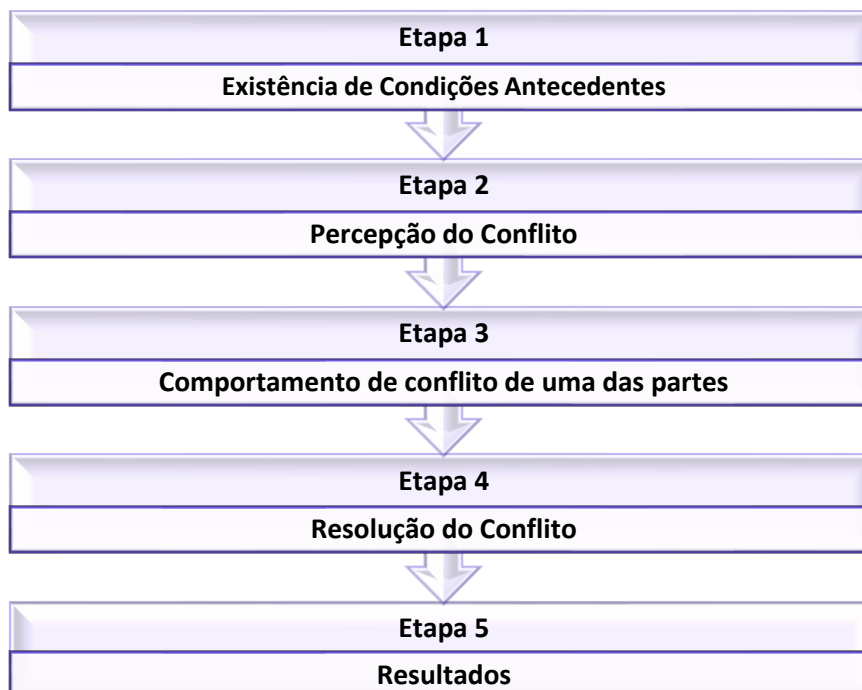 Etapa 1
Existência de Condições Antecedentes
Etapa 2
Percepção do Conflito
Etapa 3
Comportamento de conflito de uma das partes
Etapa 4
Resolução do Conflito
Etapa 5
Resultados